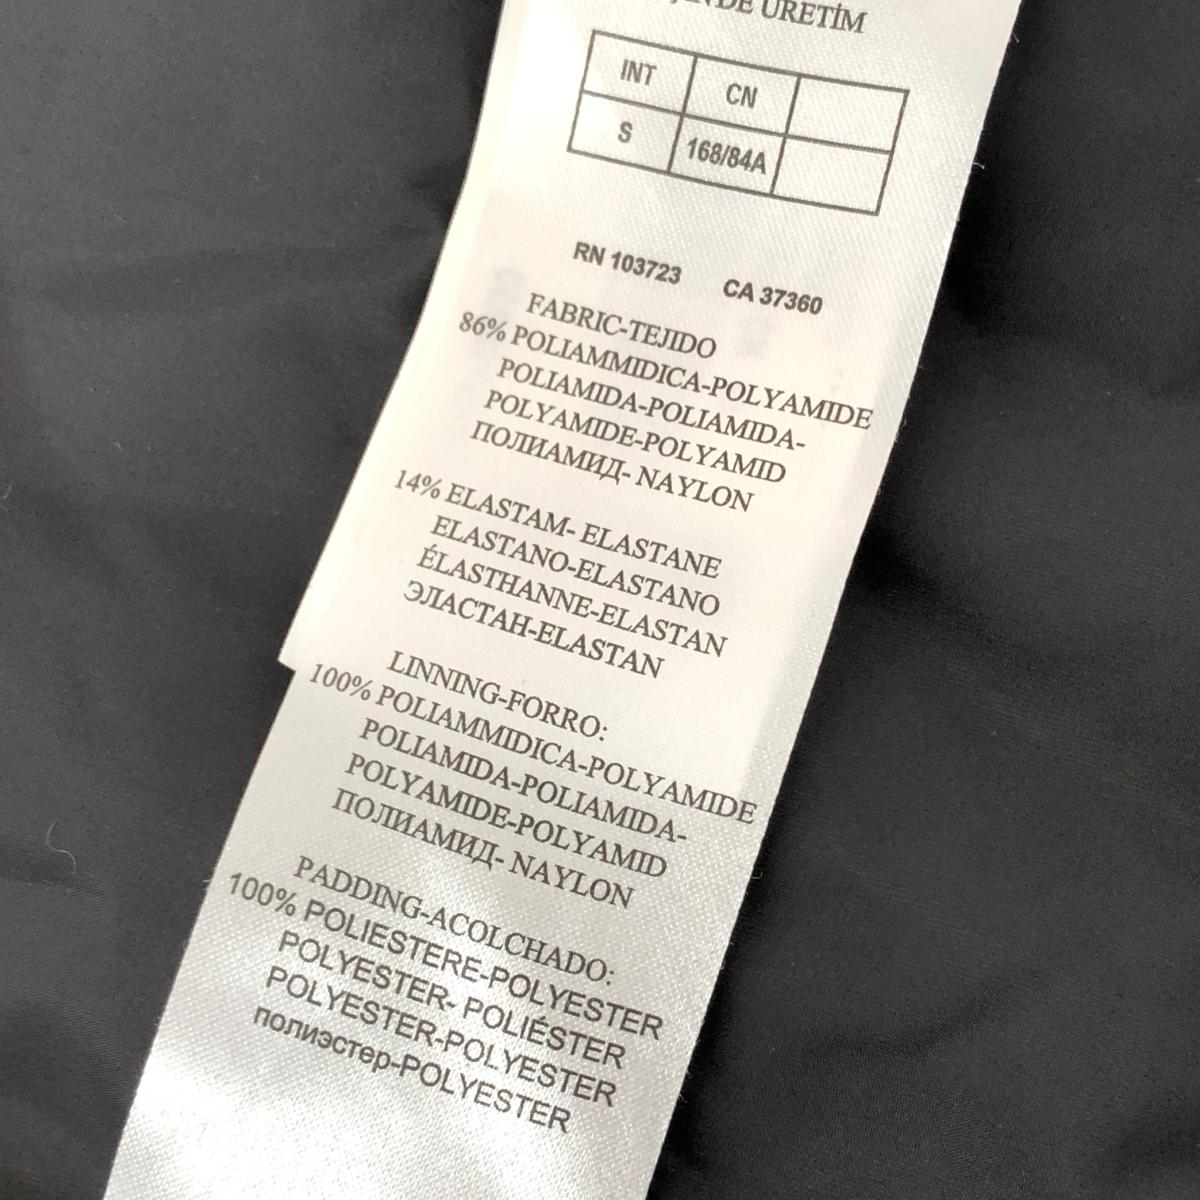 DE ÜRETİM
INT CN
S 168/84A
RN 103723 CA 37360
FABRIC-TEJIDO
86% POLIAMMIDICA-POLYAMIDE
POLIAMIDA-POLIAMIDA-
POLYAMIDE-POLYAMID
ПОЛИАМИД- NAYLON
14% ELASTAM- ELASTANE
ELASTANO-ELASTANO
ÉLASTHANNE-ELASTAN
ЭЛАСТАН-ELASTAN
LINNING-FORRO:
100% POLIAMMIDICA-POLYAMIDE
POLIAMIDA-POLIAMIDA-
POLYAMIDE-POLYAMID
ПОЛИАМИД- NAYLON
PADDING-ACOLCHADO:
100% POLIESTERE-POLYESTER
POLYESTER- POLIÉSTER
POLYESTER-POLYESTER
полиэстер-POLYESTER